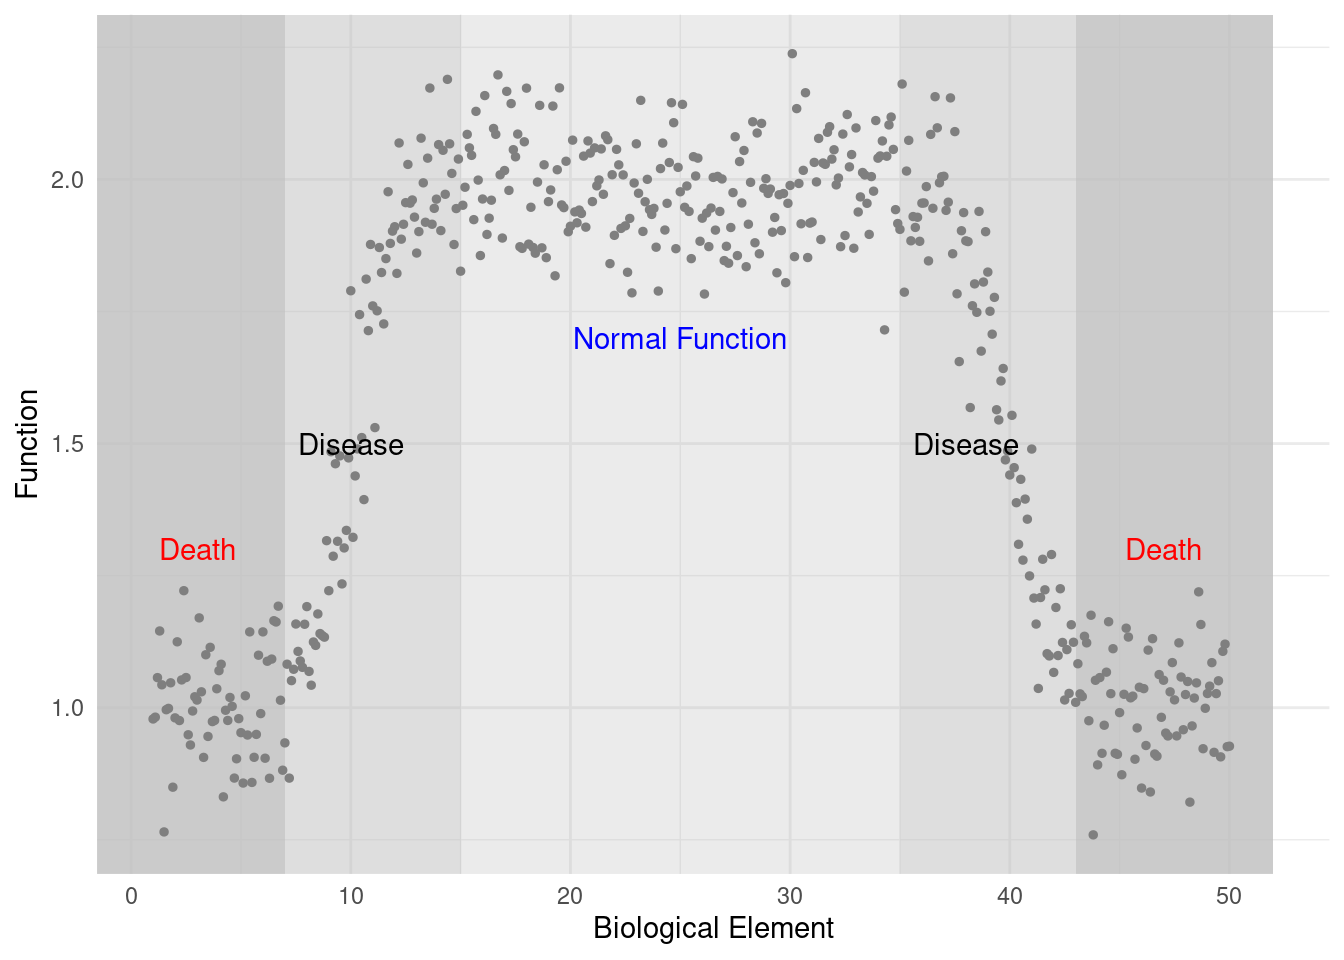 2.0
1.5
1.0
Function
Normal Function
Disease
Disease
Death
Death
0
10
20
30
40
50
Biological Element